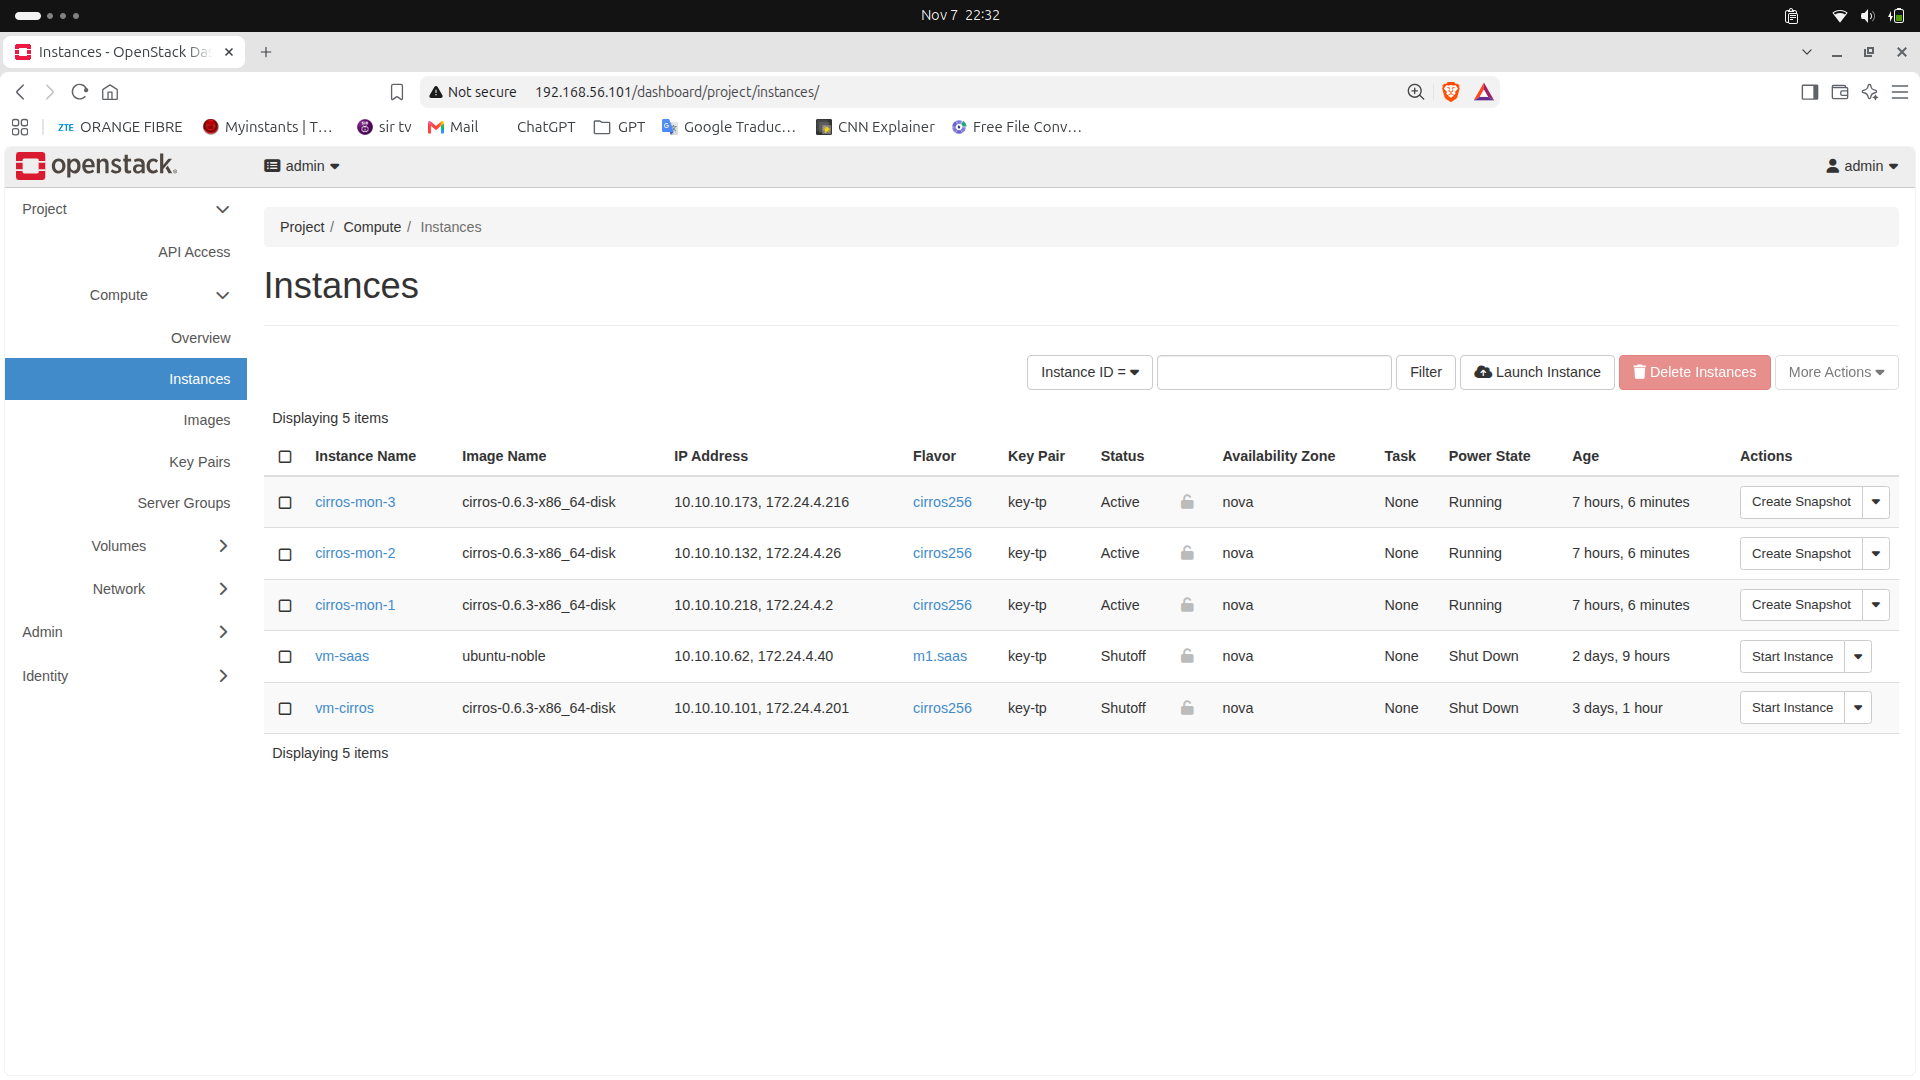 Nov 7 22:32
Instances - OpenStack Da
Not secure 192.168.56.101/dashboard/project/instances/
ZTE ORANGE FIBRE Myinstants | T... sir tv Mail ChatGPT GPT Google Traduc... CNN Explainer Free File Conv...
openstack. admin admin
Project
API Access
Compute
Overview
Instances
Images
Key Pairs
Server Groups
Volumes
Network
Admin
Identity
Project / Compute / Instances
Instances
Instance ID = Filter Launch Instance Delete Instances More Actions
Displaying 5 items
Instance Name Image Name IP Address Flavor Key Pair Status Availability Zone Task Power State Age Actions
cirros-mon-3 cirros-0.6.3-x86_64-disk 10.10.10.173, 172.24.4.216 cirros256 key-tp Active nova None Running 7 hours, 6 minutes Create Snapshot
cirros-mon-2 cirros-0.6.3-x86_64-disk 10.10.10.132, 172.24.4.26 cirros256 key-tp Active nova None Running 7 hours, 6 minutes Create Snapshot
cirros-mon-1 cirros-0.6.3-x86_64-disk 10.10.10.218, 172.24.4.2 cirros256 key-tp Active nova None Running 7 hours, 6 minutes Create Snapshot
vm-saas ubuntu-noble 10.10.10.62, 172.24.4.40 m1.saas key-tp Shutoff nova None Shut Down 2 days, 9 hours Start Instance
vm-cirros cirros-0.6.3-x86_64-disk 10.10.10.101, 172.24.4.201 cirros256 key-tp Shutoff nova None Shut Down 3 days, 1 hour Start Instance
Displaying 5 items